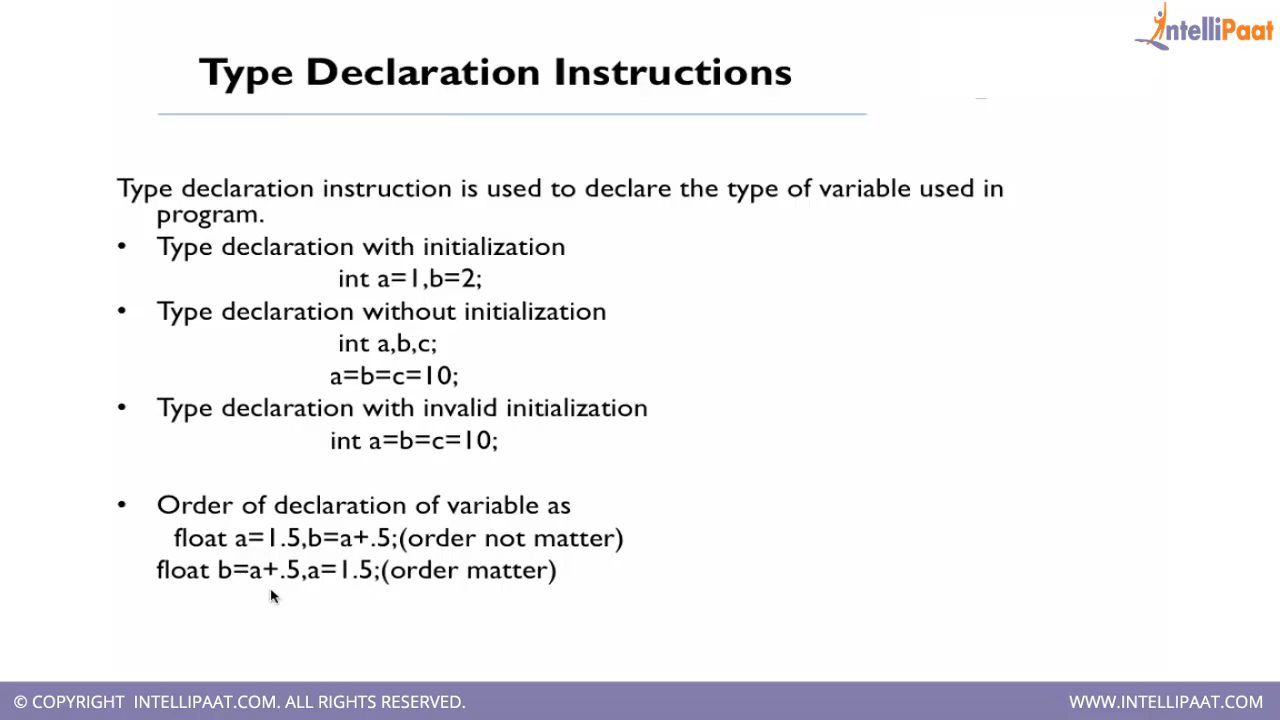 IntelliPaat
Type Declaration Instructions
Type declaration instruction is used to declare the type of variable used in
program.
• Type declaration with initialization
int a=1,b=2;
• Type declaration without initialization
int a,b,c;
a=b=c=10;
• Type declaration with invalid initialization
int a=b=c=10;
• Order of declaration of variable as
float a=1.5,b=a+.5;(order not matter)
float b=a+.5,a=1.5;(order matter)
© COPYRIGHT INTELLIPAAT.COM. ALL RIGHTS RESERVED.
WWW.INTELLIPAAT.COM